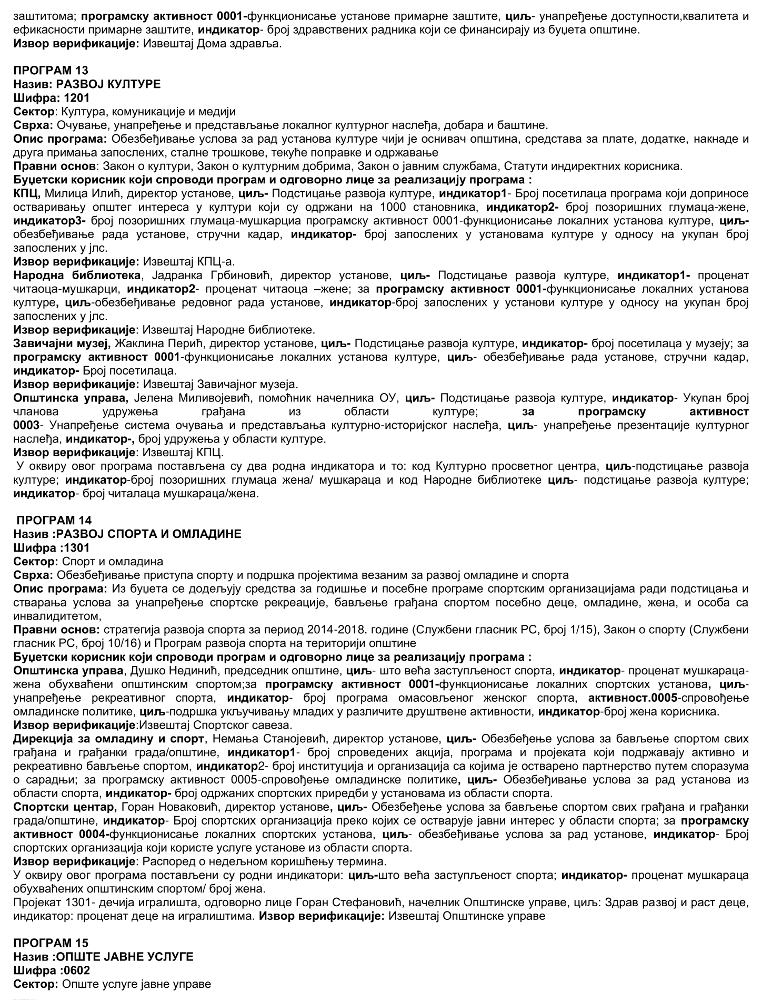 заштитома; програмску активност 0001-функционисање установе примарне заштите, циљ- унапређење доступности,квалитета и
ефикасности примарне заштите, индикатор- број здравствених радника који се финансирају из буџета општине.
Извор верификације: Извештај Дома здравља.

ПРОГРАМ 13
Назив: РАЗВОЈ КУЛТУРЕ
Шифра: 1201
Сектор: Култура, комуникације и медији
Сврха: Очување, унапређење и представљање локалног културног наслеђа, добара и баштине.
Опис програма: Обезбеђивање услова за рад установа културе чији је оснивач општина, средстава за плате, додатке, накнаде и
друга примања запослених, сталне трошкове, текуће поправке и одржавање
Правни основ: Закон о култури, Закон о културним добрима, Закон о јавним службама, Статути индиректних корисника.
Буџетски корисник који спроводи програм и одговорно лице за реализацију програма :
КПЦ, Милица Илић, директор установе, циљ- Подстицање развоја културе, индикатор1- Број посетилаца програма који доприносе
остваривању општег интереса у култури који су одржани на 1000 становника, индикатор2- број позоришних глумаца-жене,
индикатор3- број позоришних глумаца-мушкарциа програмску активност 0001-функционисање локалних установа културе, циљ-
обезбеђивање рада установе, стручни кадар, индикатор- број запослених у установама културе у односу на укупан број
запослених у јлс.
Извор верификације: Извештај КПЦ-а.
Народна библиотека, Јадранка Грбиновић, директор установе, циљ- Подстицање развоја културе, индикатор1- проценат
читаоца-мушкарци, индикатор2- проценат читаоца –жене; за програмску активност 0001-функционисање локалних установа
културе, циљ-обезбеђивање редовног рада установе, индикатор-број запослених у установи културе у односу на укупан број
запослених у јлс.
Извор верификације: Извештај Народне библиотеке.
Завичајни музеј, Жаклина Перић, директор установе, циљ- Подстицање развоја културе, индикатор- број посетилаца у музеју; за
програмску активност 0001-функционисање локалних установа културе, циљ- обезбеђивање рада установе, стручни кадар,
индикатор- Број посетилаца.
Извор верификације: Извештај Завичајног музеја.
Општинска управа, Јелена Миливојевић, помоћник начелника ОУ, циљ- Подстицање развоја културе, индикатор- Укупан број
чланова удружења грађана из области културе; за програмску активност
0003- Унапређење система очувања и представљања културно-историјског наслеђа, циљ- унапређење презентације културног
наслеђа, индикатор-, број удружења у области културе.
Извор верификације: Извештај КПЦ.
У оквиру овог програма постављена су два родна индикатора и то: код Културно просветног центра, циљ-подстицање развоја
културе; индикатор-број позоришних глумаца жена/ мушкараца и код Народне библиотеке циљ- подстицање развоја културе;
индикатор- број читалаца мушкараца/жена.

ПРОГРАМ 14
Назив :РАЗВОЈ СПОРТА И ОМЛАДИНЕ
Шифра :1301
Сектор: Спорт и омладина
Сврха: Обезбеђивање приступа спорту и подршка пројектима везаним за развој омладине и спорта
Опис програма: Из буџета се додељују средства за годишње и посебне програме спортским организацијама ради подстицања и
стварања услова за унапређење спортске рекреације, бављење грађана спортом посебно деце, омладине, жена, и особа са
инвалидитетом,
Правни основ: стратегија развоја спорта за период 2014-2018. године (Службени гласник РС, број 1/15), Закон о спорту (Службени
гласник РС, број 10/16) и Програм развоја спорта на територији општине
Буџетски корисник који спроводи програм и одговорно лице за реализацију програма :
Општинска управа, Душко Нединић, председник општине, циљ- што већа заступљеност спорта, индикатор- проценат мушкараца-
жена обухваћени општинским спортом;за програмску активност 0001-функционисање локалних спортских установа, циљ-
унапређење рекреативног спорта, индикатор- број програма омасовљеног женског спорта, активност.0005-спровођење
омладинске политике, циљ-подршка укључивању младих у различите друштвене активности, индикатор-број жена корисника.
Извор верификације:Извештај Спортског савеза.
Дирекција за омладину и спорт, Немања Станојевић, директор установе, циљ- Обезбеђење услова за бављење спортом свих
грађана и грађанки града/општине, индикатор1- број спроведених акција, програма и пројеката који подржавају активно и
рекреативно бављење спортом, индикатор2- број институција и организација са којима је остварено партнерство путем споразума
о сарадњи; за програмску активност 0005-спровођење омладинске политике, циљ- Обезбеђивање услова за рад установа из
области спорта, индикатор- број одржаних спортских приредби у установама из области спорта.
Спортски центар, Горан Новаковић, директор установе, циљ- Обезбеђење услова за бављење спортом свих грађана и грађанки
града/општине, индикатор- Број спортских организација преко којих се остварује јавни интерес у области спорта; за програмску
активност 0004-функционисање локалних спортских установа, циљ- обезбеђивање услова за рад установе, индикатор- Број
спортских организација који користе услуге установе из области спорта.
Извор верификације: Распоред о недељном коришћењу термина.
У оквиру овог програма постављени су родни индикатори: циљ-што већа заступљеност спорта; индикатор- проценат мушкараца
обухваћених општинским спортом/ број жена.
Пројекат 1301- дечија игралишта, одговорно лице Горан Стефановић, начелник Општинске управе, циљ: Здрав развој и раст деце,
индикатор: проценат деце на игралиштима. Извор верификације: Извештај Општинске управе

ПРОГРАМ 15
Назив :ОПШТЕ ЈАВНЕ УСЛУГЕ
Шифра :0602
Сектор: Опште услуге јавне управе